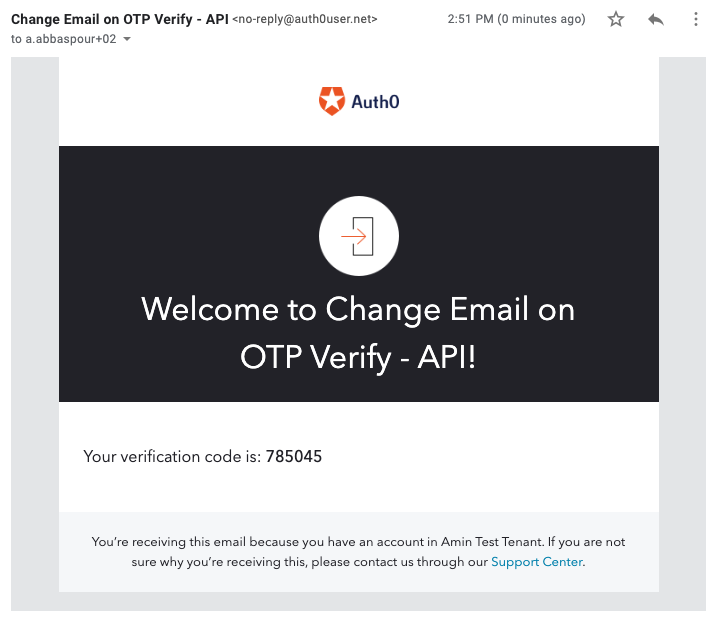 Change Email on OTP Verify - API <no-reply@auth0user.net> 2:51 PM (0 minutes ago)
to a.abbaspour+02
Auth0
Welcome to Change Email on
OTP Verify - API!
Your verification code is: 785045
You’re receiving this email because you have an account in Amin Test Tenant. If you are not
sure why you’re receiving this, please contact us through our Support Center.